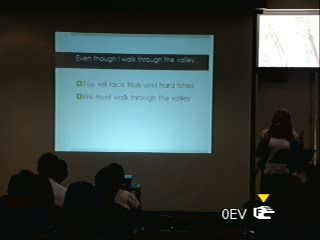 Even though I walk through the valley...
You will face trials and hard times
We must walk through the valley
0EV